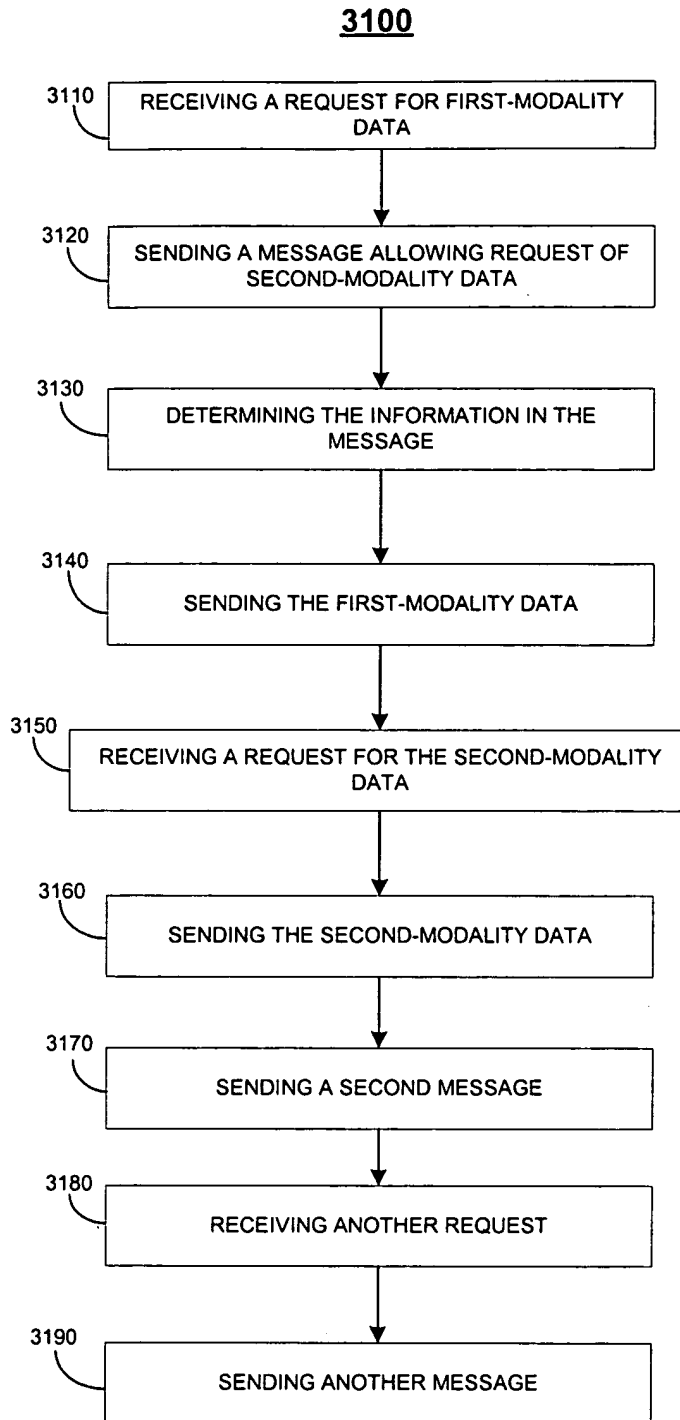 3100
3110
RECEIVING A REQUEST FOR FIRST-MODALITY
DATA
3120
SENDING A MESSAGE ALLOWING REQUEST OF
SECOND-MODALITY DATA
3130
DETERMINING THE INFORMATION IN THE
MESSAGE
3140
SENDING THE FIRST-MODALITY DATA
3150
RECEIVING A REQUEST FOR THE SECOND-MODALITY
DATA
3160
SENDING THE SECOND-MODALITY DATA
3170
SENDING A SECOND MESSAGE
3180
RECEIVING ANOTHER REQUEST
3190
SENDING ANOTHER MESSAGE